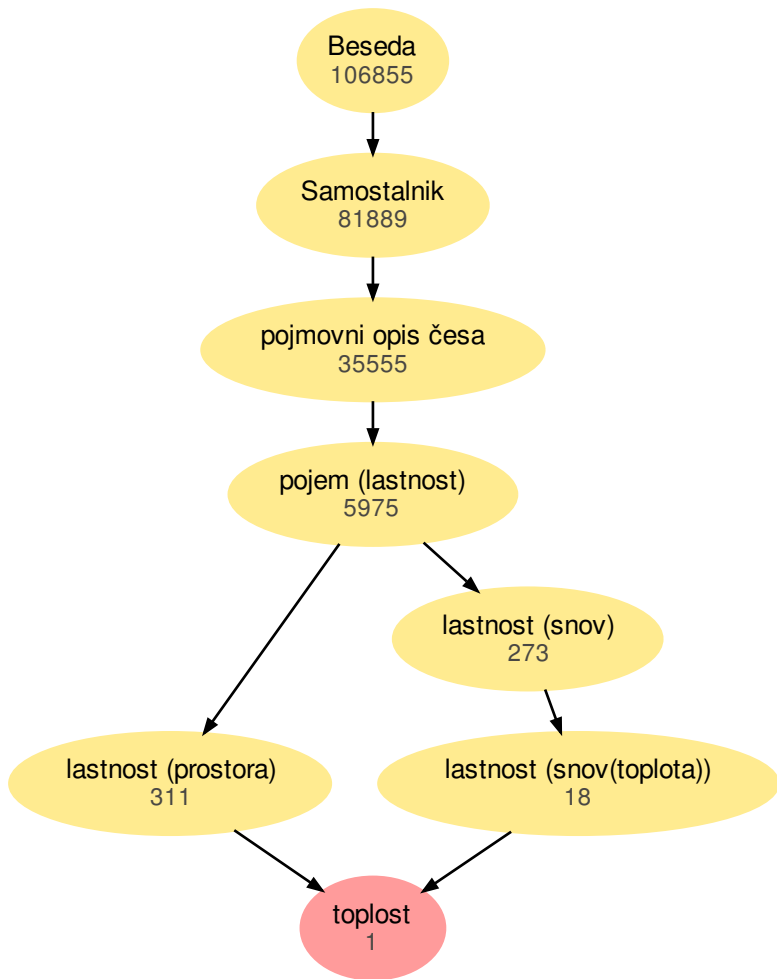 Beseda
106855
Samostalnik
81889
pojmovni opis česa
35555
pojem (lastnost)
5975
lastnost (snov)
273
lastnost (prostora)
311
lastnost (snov(toplota))
18
toplost
1